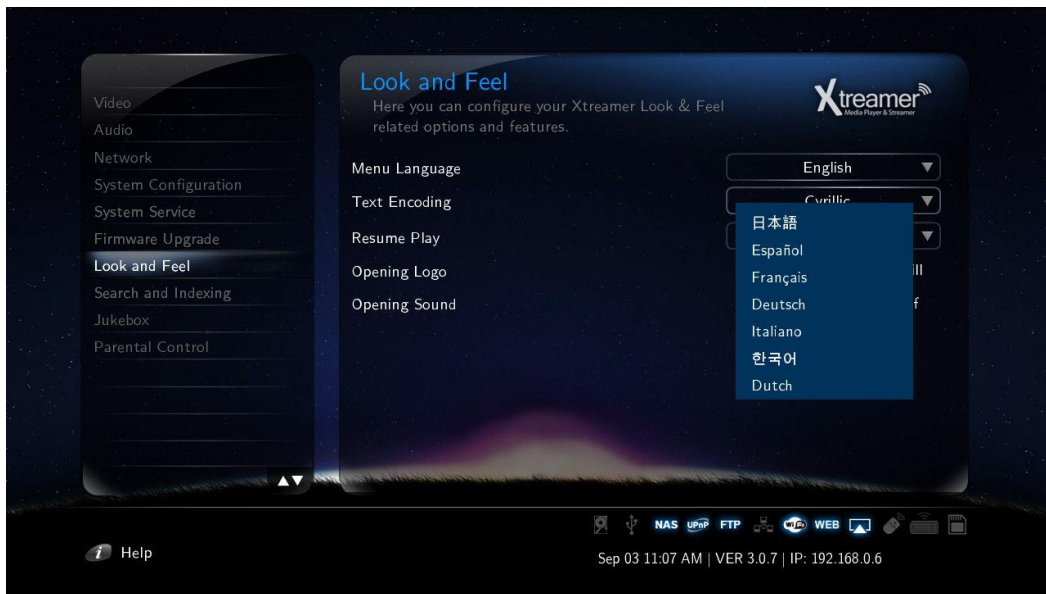 Video
Audio
Network
System Configuration
System Service
Firmware Upgrade
Look and Feel
Search and Indexing
Jukebox
Parental Control
Look and Feel
Here you can configure your Xtreamer Look & Feel
related options and features.
Xtreamer
Media Player & Streamer
Menu Language
English
Text Encoding
Cyrillic
Resume Play
Opening Logo
Opening Sound
日本語
Español
Français
Deutsch
Italiano
한국어
Dutch
NAS UPnP FTP WiFi WEB
i Help
Sep 03 11:07 AM | VER 3.0.7 | IP: 192.168.0.6